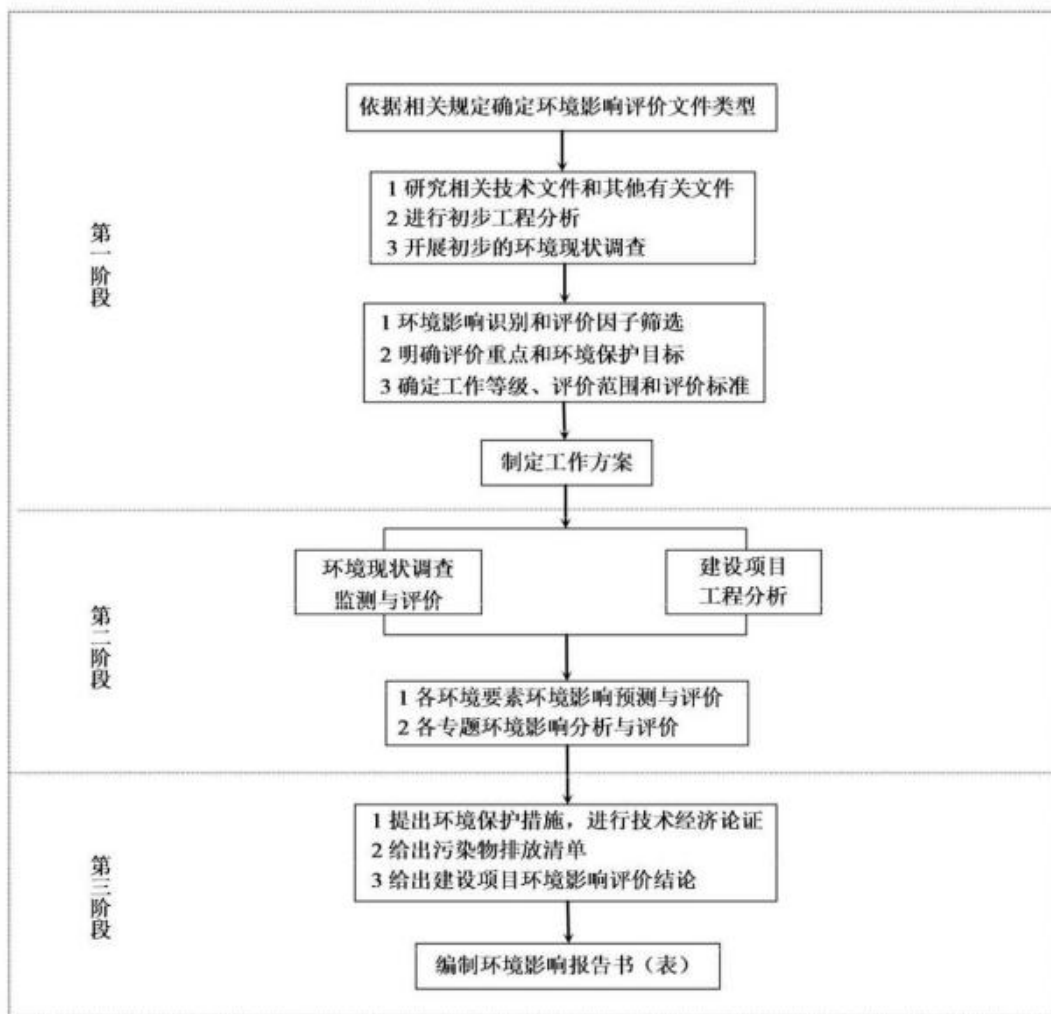 依据相关规定确定环境影响评价文件类型
1 研究相关技术文件和其他有关文件
2 进行初步工程分析
3 开展初步的环境现状调查
第一阶段
1 环境影响识别和评价因子筛选
2 明确评价重点和环境保护目标
3 确定工作等级、评价范围和评价标准
制定工作方案
环境现状调查
监测与评价
建设项目
工程分析
第二阶段
1 各环境要素环境影响预测与评价
2 各专题环境影响分析与评价
1 提出环境保护措施，进行技术经济论证
2 给出污染物排放清单
3 给出建设项目环境影响评价结论
第三阶段
编制环境影响报告书（表）